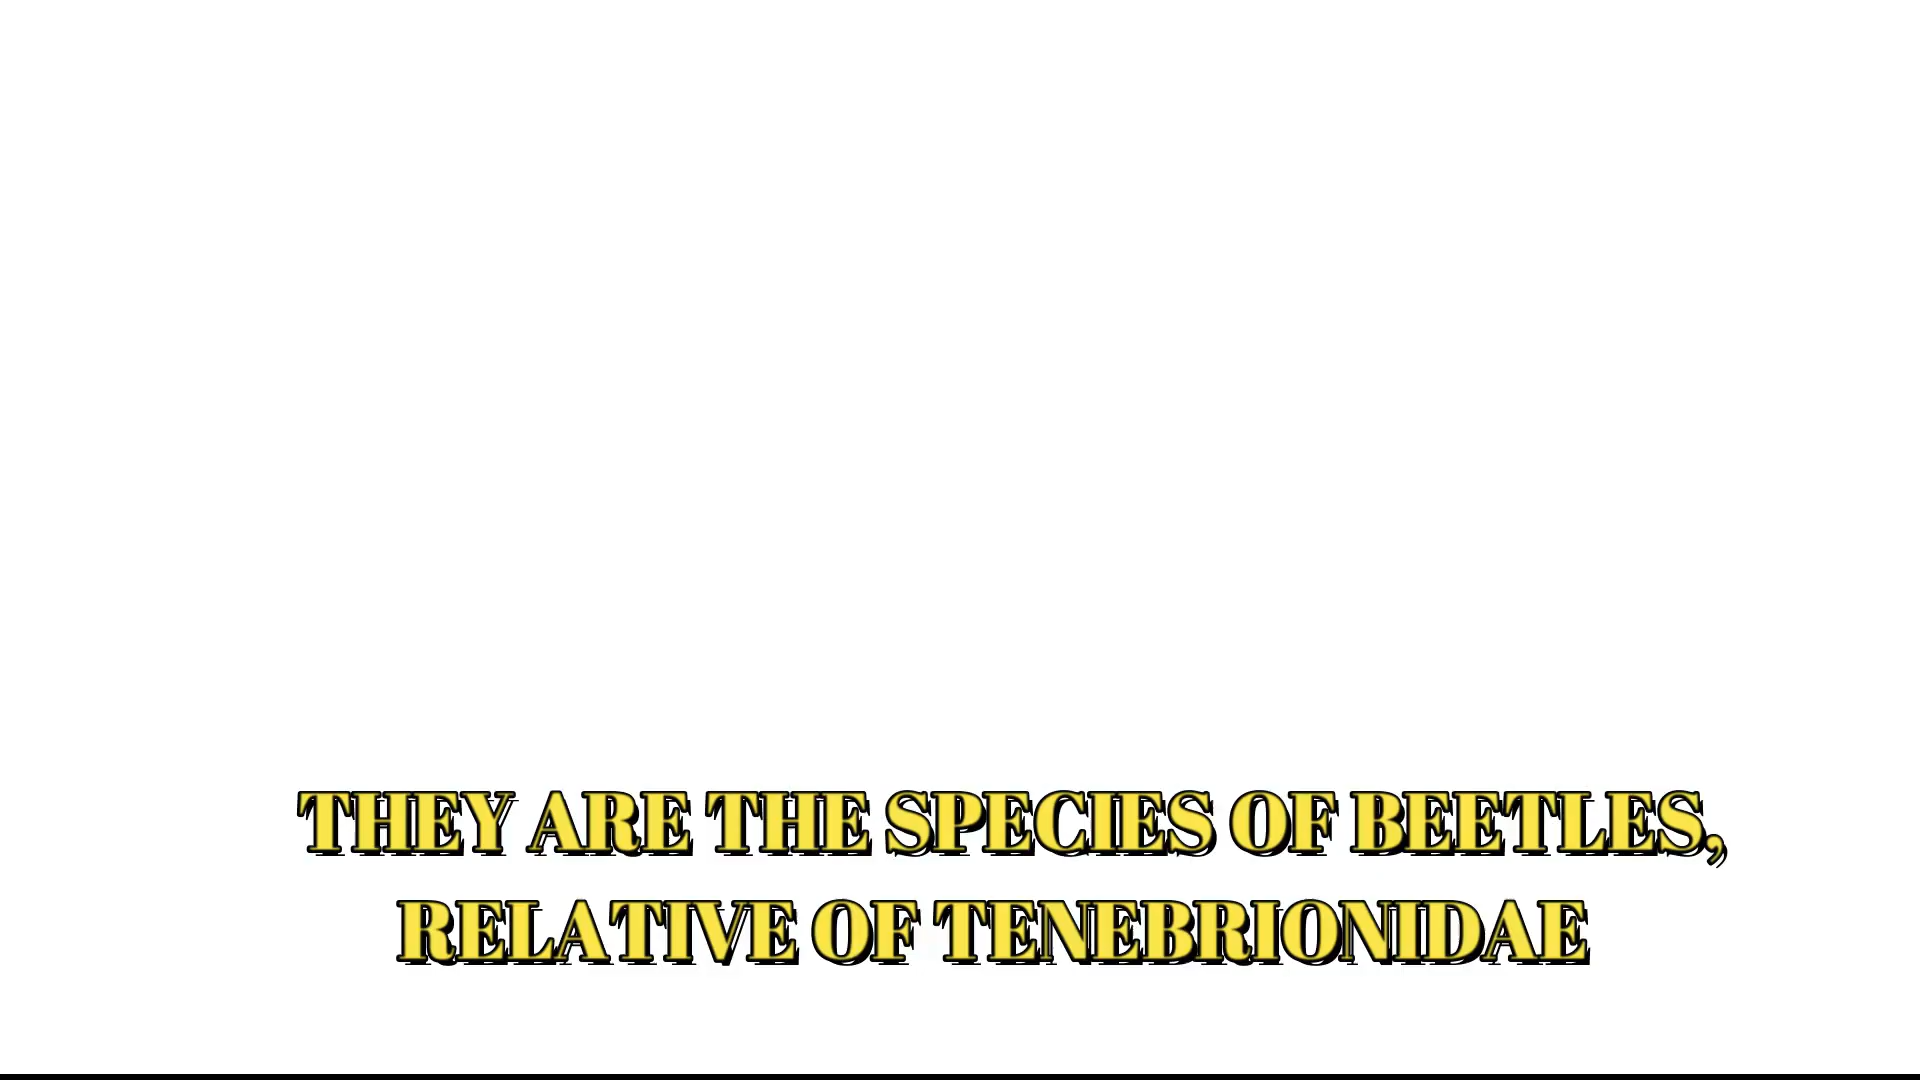 THEY ARE THE SPECIES OF BEETLES,
RELATIVE OF TENEBRIONIDAE